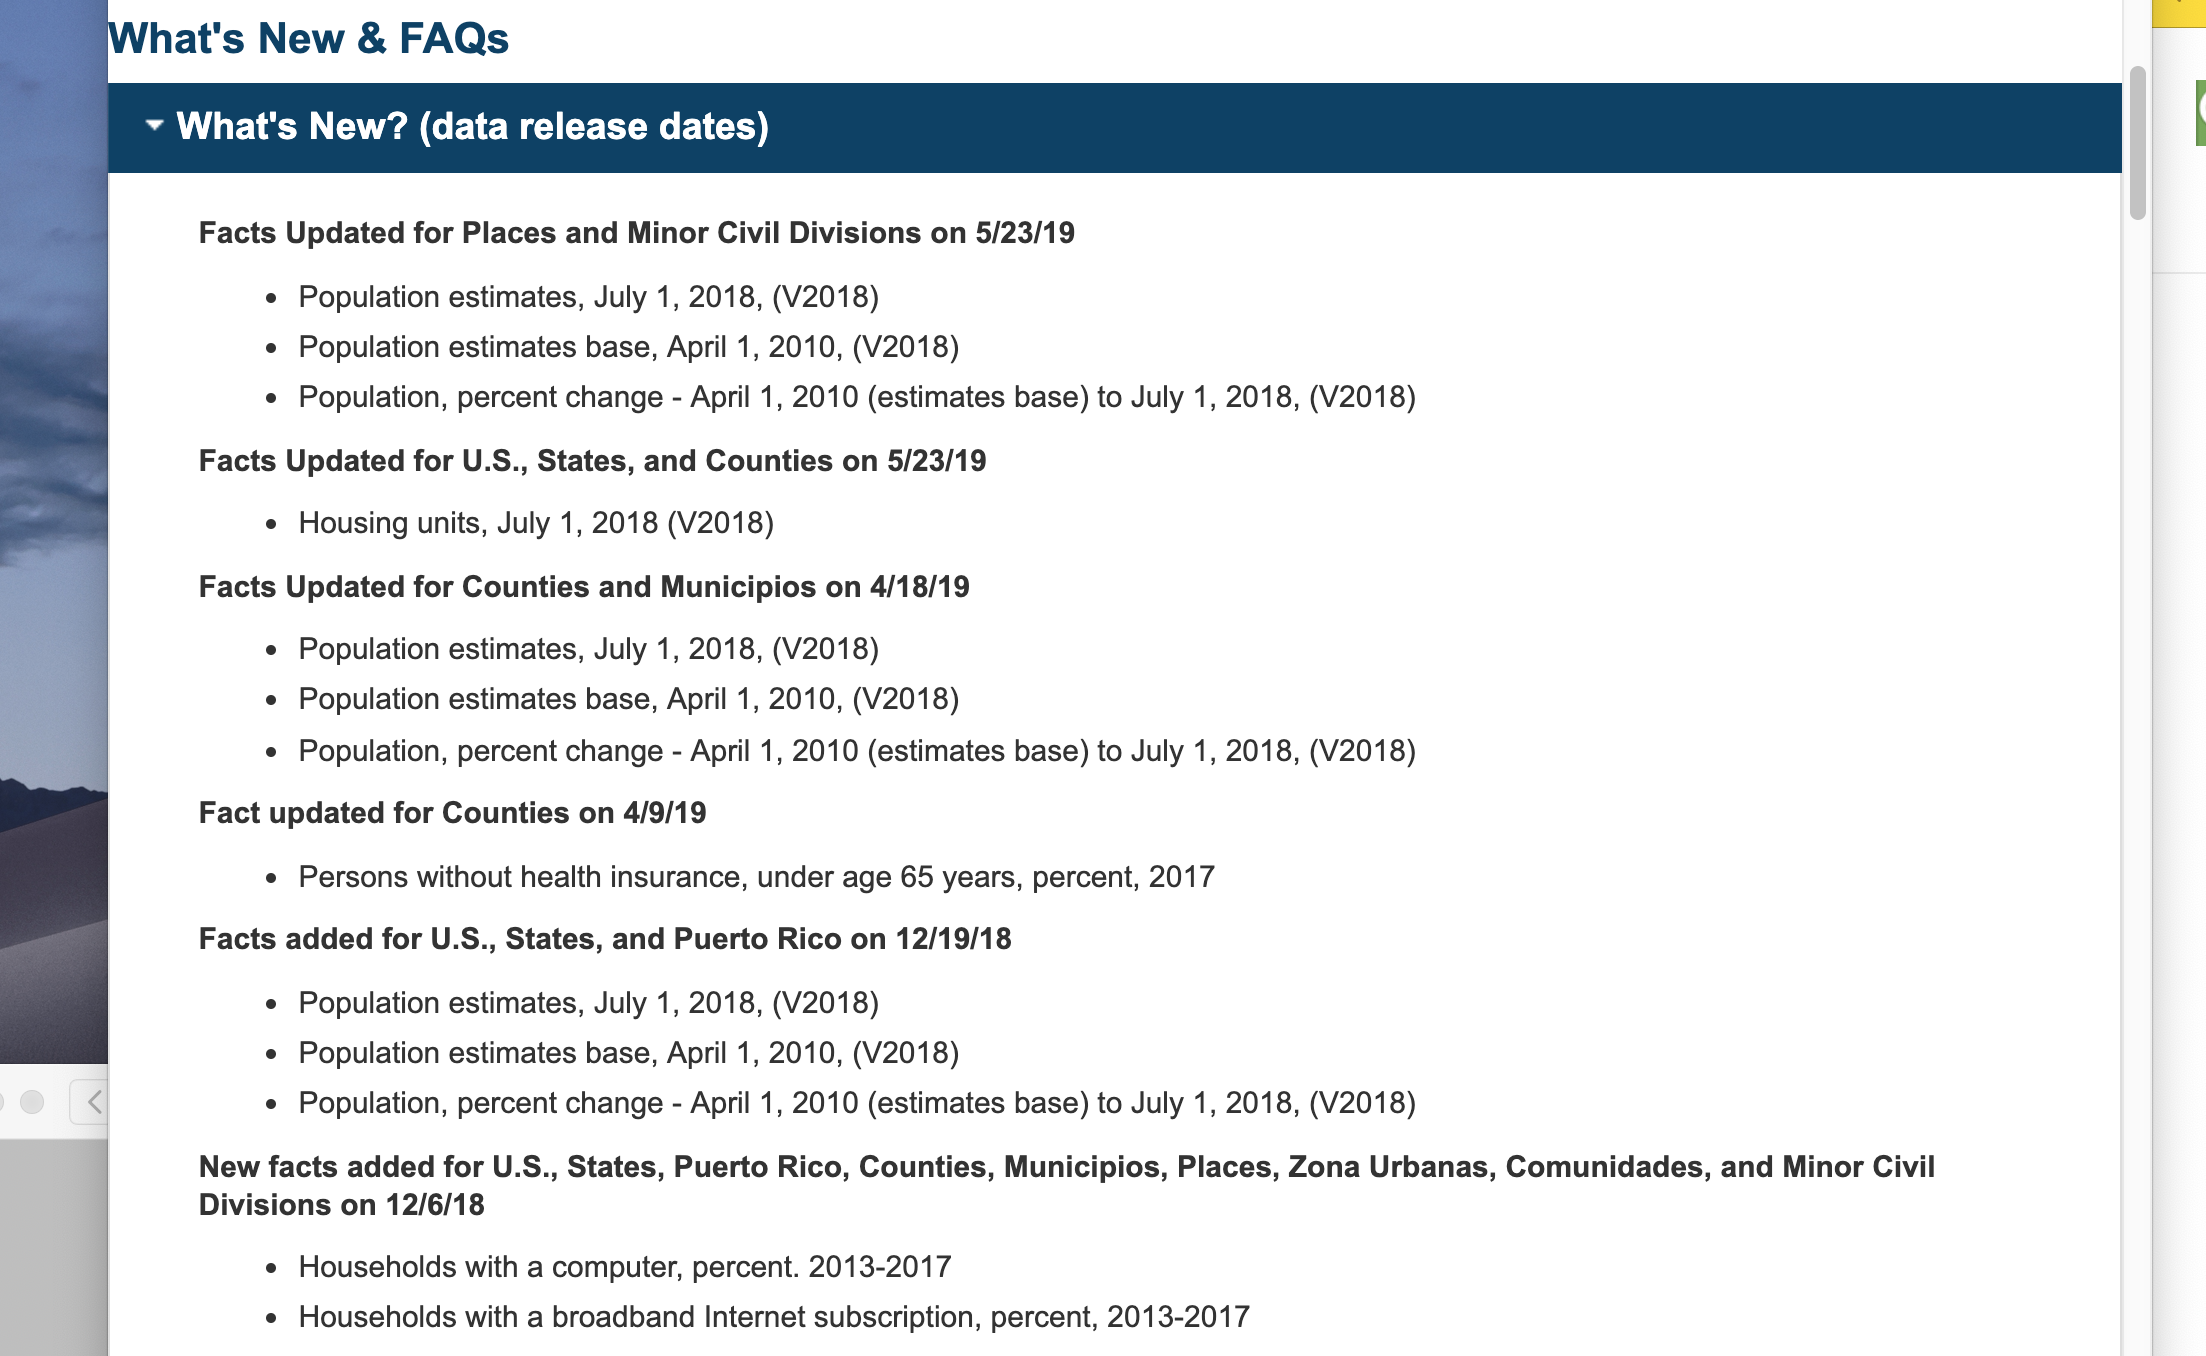 What's New & FAQs
What's New? (data release dates)
Facts Updated for Places and Minor Civil Divisions on 5/23/19
Population estimates, July 1, 2018, (V2018)
Population estimates base, April 1, 2010, (V2018)
Population, percent change - April 1, 2010 (estimates base) to July 1, 2018, (V2018)
Facts Updated for U.S., States, and Counties on 5/23/19
Housing units, July 1, 2018 (V2018)
Facts Updated for Counties and Municipios on 4/18/19
Population estimates, July 1, 2018, (V2018)
Population estimates base, April 1, 2010, (V2018)
Population, percent change - April 1, 2010 (estimates base) to July 1, 2018, (V2018)
Fact updated for Counties on 4/9/19
Persons without health insurance, under age 65 years, percent, 2017
Facts added for U.S., States, and Puerto Rico on 12/19/18
Population estimates, July 1, 2018, (V2018)
Population estimates base, April 1, 2010, (V2018)
Population, percent change - April 1, 2010 (estimates base) to July 1, 2018, (V2018)
New facts added for U.S., States, Puerto Rico, Counties, Municipios, Places, Zona Urbanas, Comunidades, and Minor Civil
Divisions on 12/6/18
Households with a computer, percent. 2013-2017
Households with a broadband Internet subscription, percent, 2013-2017